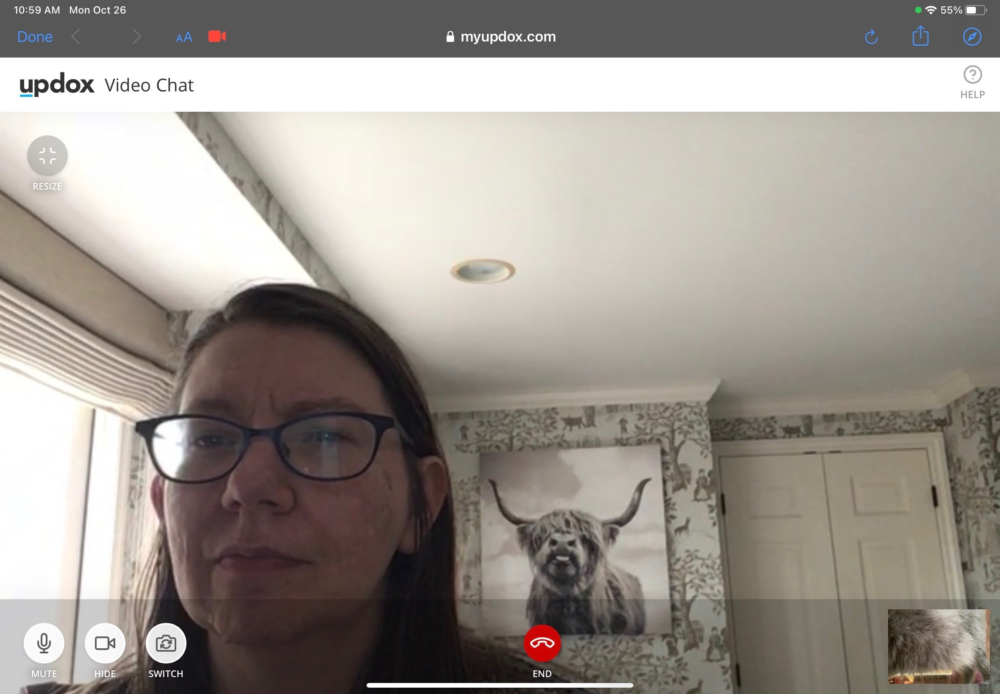 10:59 AM Mon Oct 26 55%
Done AA myupdox.com
updox Video Chat
HELP
RESIZE
MUTE HIDE SWITCH END